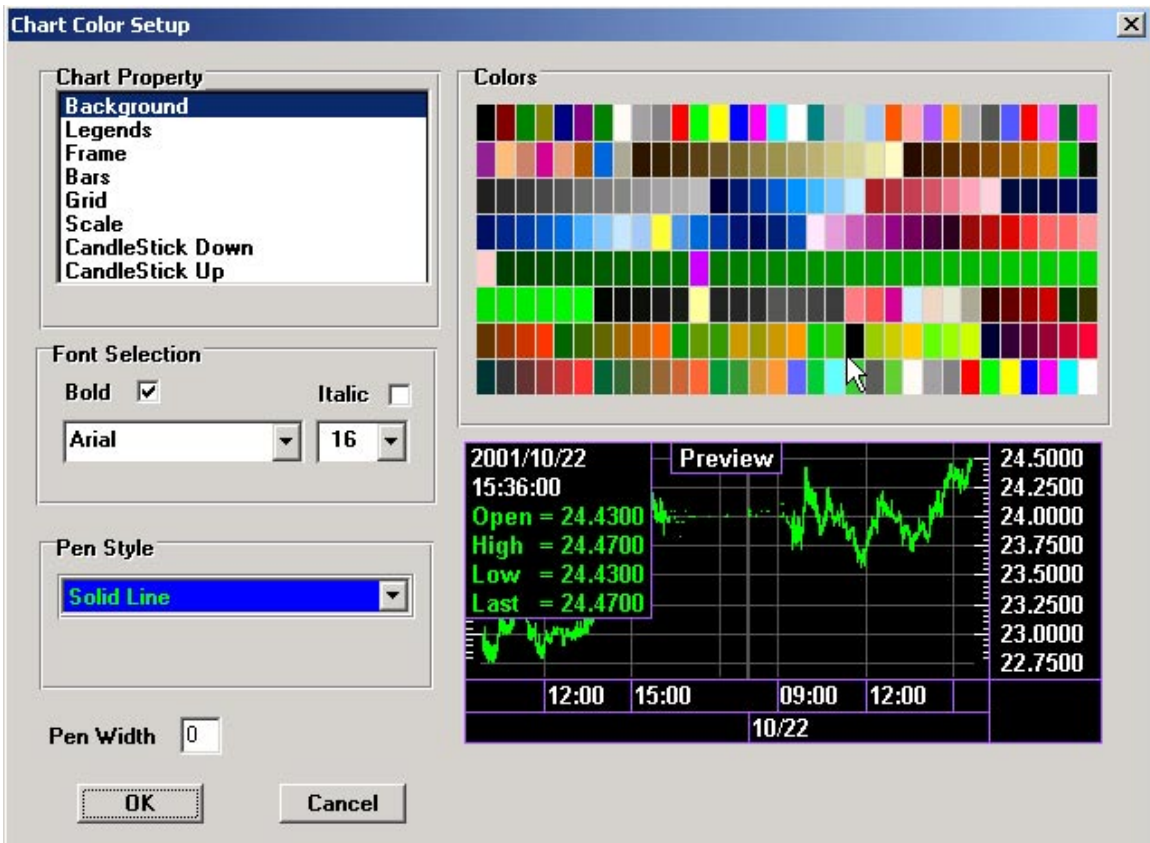 Chart Color Setup
Chart Property
Background
Legends
Frame
Bars
Grid
Scale
CandleStick Down
CandleStick Up
Font Selection
Bold
Italic
Arial
16
Pen Style
Solid Line
Pen Width
0
OK
Cancel
Colors
2001/10/22
15:36:00
Open = 24.4300
High = 24.4700
Low = 24.4300
Last = 24.4700
Preview
24.5000
24.2500
24.0000
23.7500
23.5000
23.2500
23.0000
22.7500
12:00
15:00
09:00
12:00
10/22